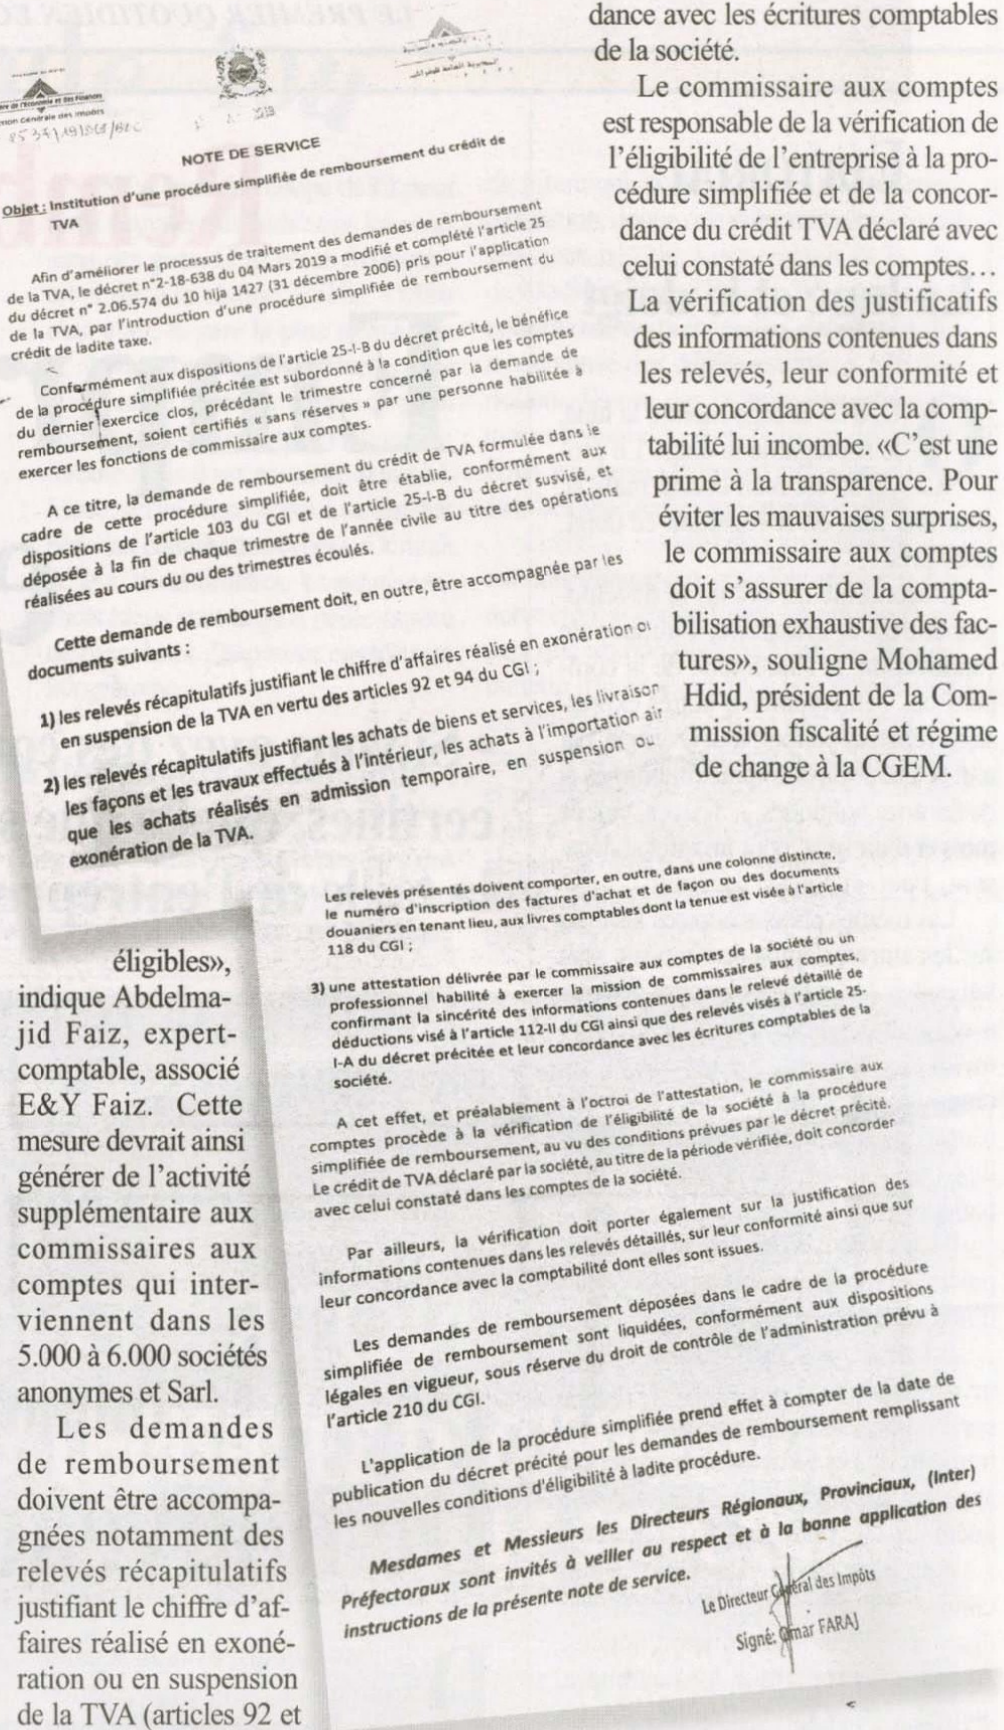 NOTE DE SERVICE
Objet : Institution d'une procédure simplifiée de remboursement du crédit de
TVA
Afin d'améliorer le processus de traitement des demandes de remboursement
de la TVA, le décret n°2-18-638 du 04 Mars 2019 a modifié et complété l'article 25
du décret n° 2.06.574 du 10 hija 1427 (31 décembre 2006) pris pour l'application
de la TVA, par l'introduction d'une procédure simplifiée de remboursement du
crédit de ladite taxe.
Conformément aux dispositions de l'article 25-I-B du décret précité, le bénéfice
de la procédure simplifiée précitée est subordonné à la condition que les comptes
du dernier exercice clos, précédant le trimestre concerné par la demande de
remboursement, soient certifiés « sans réserves » par une personne habilitée à
exercer les fonctions de commissaire aux comptes.
A ce titre, la demande de remboursement du crédit de TVA formulée dans le
cadre de cette procédure simplifiée, doit être établie, conformément aux
dispositions de l'article 103 du CGI et de l'article 25-I-B du décret susvisé, et
déposée à la fin de chaque trimestre de l'année civile au titre des opérations
réalisées au cours du ou des trimestres écoulés.
Cette demande de remboursement doit, en outre, être accompagnée par les
documents suivants :
1) les relevés récapitulatifs justifiant le chiffre d'affaires réalisé en exonération ou
en suspension de la TVA en vertu des articles 92 et 94 du CGI ;
2) les relevés récapitulatifs justifiant les achats de biens et services, les livraison
les façons et les travaux effectués à l'intérieur, les achats à l'importation ain
que les achats réalisés en admission temporaire, en suspension ou
exonération de la TVA.
Les relevés présentés doivent comporter, en outre, dans une colonne distincte,
le numéro d'inscription des factures d'achat et de façon ou des documents
douaniers en tenant lieu, aux livres comptables dont la tenue est visée à l'article
118 du CGI ;
3) une attestation délivrée par le commissaire aux comptes de la société ou un
professionnel habilité à exercer la mission de commissaires aux comptes,
confirmant la sincérité des informations contenues dans le relevé détaillé de
déductions visé à l'article 112-II du CGI ainsi que des relevés visés à l'article 25-
I-A du décret précitée et leur concordance avec les écritures comptables de la
société.
A cet effet, et préalablement à l'octroi de l'attestation, le commissaire aux
comptes procède à la vérification de l'éligibilité de la société à la procédure
simplifiée de remboursement, au vu des conditions prévues par le décret précité.
Le crédit de TVA déclaré par la société, au titre de la période vérifiée, doit concorder
avec celui constaté dans les comptes de la société.
Par ailleurs, la vérification doit porter également sur la justification des
informations contenues dans les relevés détaillés, sur leur conformité ainsi que sur
leur concordance avec la comptabilité dont elles sont issues.
Les demandes de remboursement déposées dans le cadre de la procédure
simplifiée de remboursement sont liquidées, conformément aux dispositions
légales en vigueur, sous réserve du droit de contrôle de l'administration prévu à
l'article 210 du CGI.
L'application de la procédure simplifiée prend effet à compter de la date de
publication du décret précité pour les demandes de remboursement remplissant
les nouvelles conditions d'éligibilité à ladite procédure.
Mesdames et Messieurs les Directeurs Régionaux, Provinciaux, (Inter)
Préfectoraux sont invités à veiller au respect et à la bonne application des
instructions de la présente note de service.
Le Directeur Général des Impôts
Signé: Omar FARAJ
éligibles»,
indique Abdelma-
jid Faiz, expert-
comptable, associé
E&Y Faiz. Cette
mesure devrait ainsi
générer de l'activité
supplémentaire aux
commissaires aux
comptes qui inter-
viennent dans les
5.000 à 6.000 sociétés
anonymes et Sarl.
Les demandes
de remboursement
doivent être accompa-
gnées notamment des
relevés récapitulatifs
justifiant le chiffre d'af-
faires réalisé en exoné-
ration ou en suspension
de la TVA (articles 92 et
dance avec les écritures comptables
de la société.
Le commissaire aux comptes
est responsable de la vérification de
l'éligibilité de l'entreprise à la pro-
cédure simplifiée et de la concor-
dance du crédit TVA déclaré avec
celui constaté dans les comptes…
La vérification des justificatifs
des informations contenues dans
les relevés, leur conformité et
leur concordance avec la comp-
tabilité lui incombe. «C'est une
prime à la transparence. Pour
éviter les mauvaises surprises,
le commissaire aux comptes
doit s'assurer de la compta-
bilisation exhaustive des fac-
tures», souligne Mohamed
Hdid, président de la Com-
mission fiscalité et régime
de change à la CGEM.